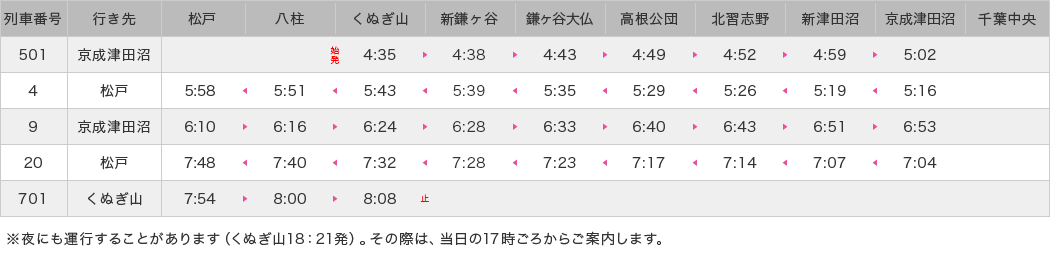 列車番号 行き先 松戸 八柱 くぬぎ山 新鎌ヶ谷 鎌ヶ谷大仏 高根公団 北習志野 新津田沼 京成津田沼 千葉中央
501 京成津田沼 始発 4:35 4:38 4:43 4:49 4:52 4:59 5:02
4 松戸 5:58 5:51 5:43 5:39 5:35 5:29 5:26 5:19 5:16
9 京成津田沼 6:10 6:16 6:24 6:28 6:33 6:40 6:43 6:51 6:53
20 松戸 7:48 7:40 7:32 7:28 7:23 7:17 7:14 7:07 7:04
701 くぬぎ山 7:54 8:00 8:08 止
※夜にも運行することがあります（くぬぎ山18：21発）。その際は、当日の17時ごろからご案内します。